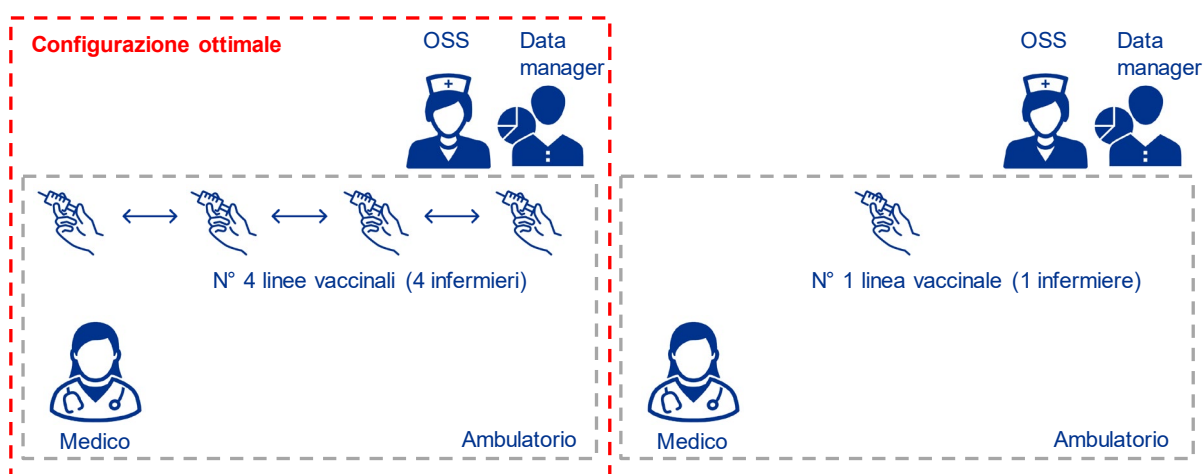 Configurazione ottimale
OSS
Data
manager
N° 4 linee vaccinali (4 infermieri)
Medico
Ambulatorio
OSS
Data
manager
N° 1 linea vaccinale (1 infermiere)
Medico
Ambulatorio